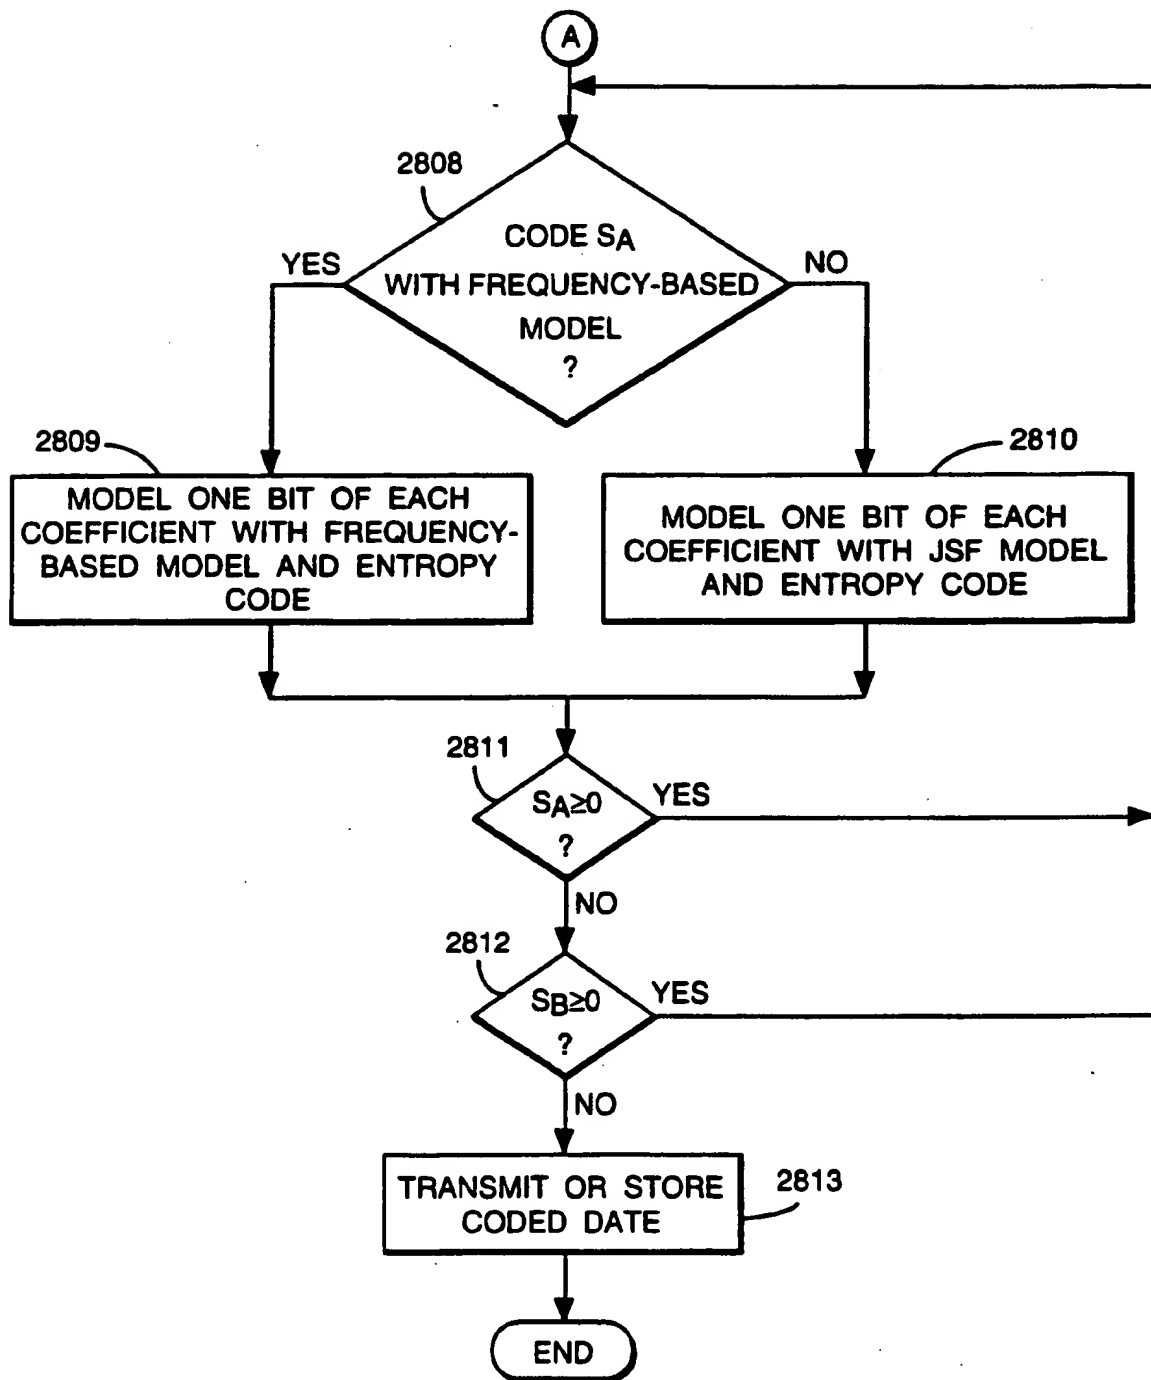 A
2808
CODE SA
WITH FREQUENCY-BASED
MODEL
?
YES
NO
2809
MODEL ONE BIT OF EACH
COEFFICIENT WITH FREQUENCY-
BASED MODEL AND ENTROPY
CODE
2810
MODEL ONE BIT OF EACH
COEFFICIENT WITH JSF MODEL
AND ENTROPY CODE
2811
SA≥0
?
YES
NO
2812
SB≥0
?
YES
NO
TRANSMIT OR STORE
CODED DATE
2813
END